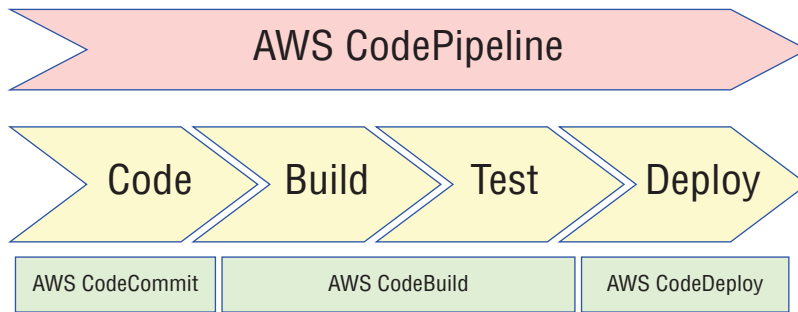 AWS CodePipeline
Code Build Test Deploy
AWS CodeCommit AWS CodeBuild AWS CodeDeploy